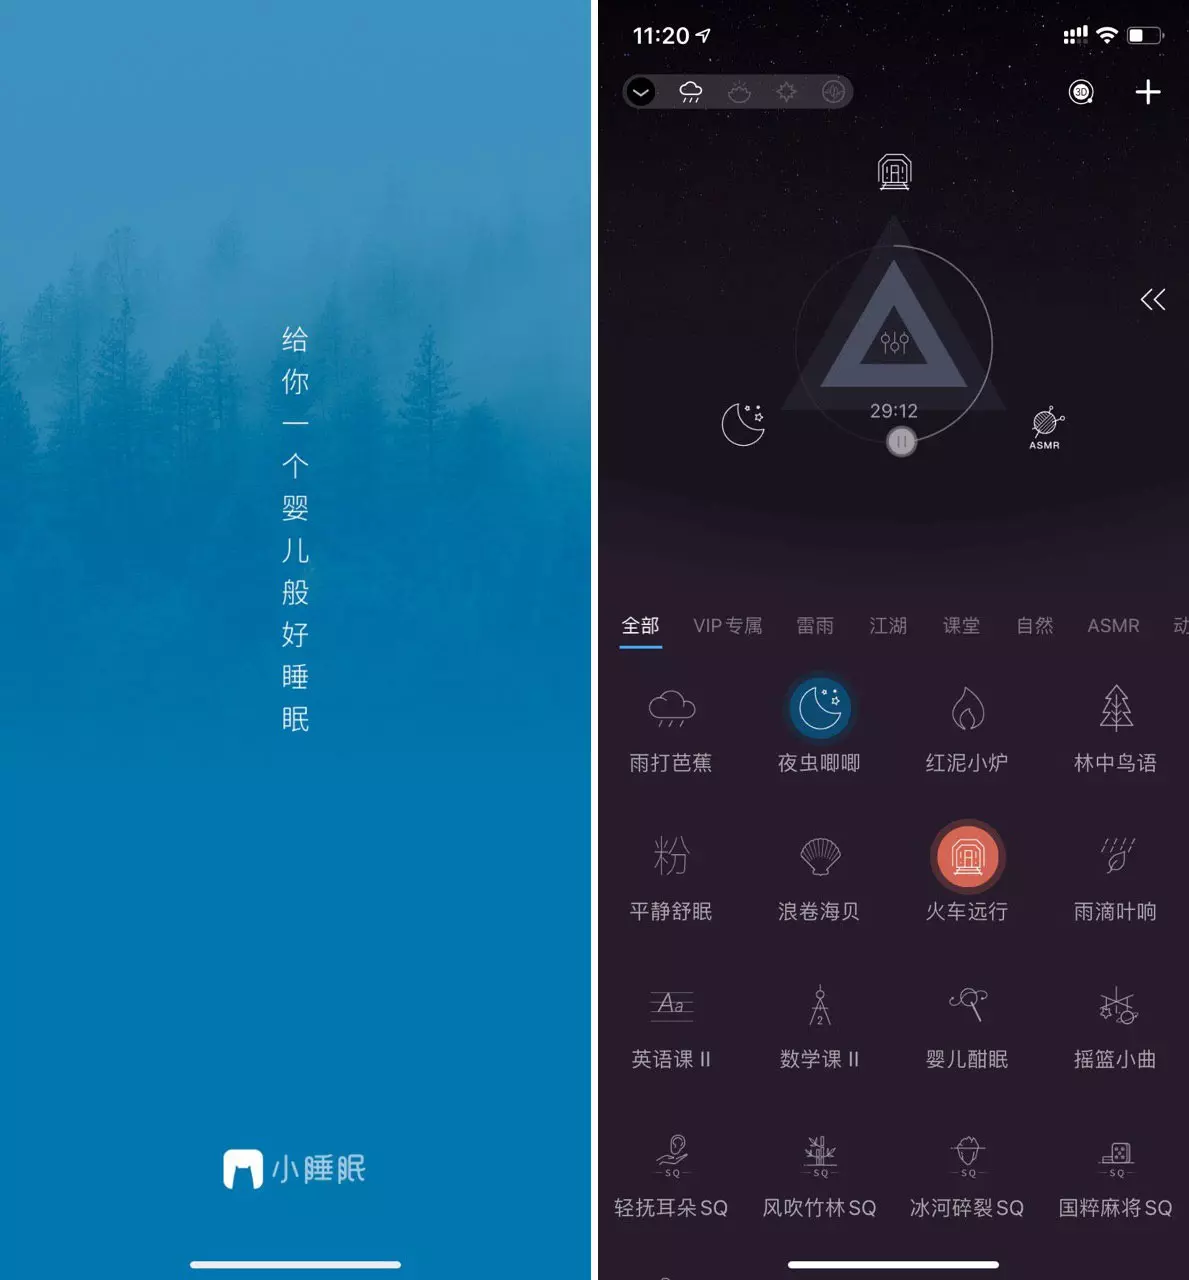 给你一个婴儿般好睡眠
小睡眠
11:20
3D
29:12
ASMR
全部 VIP专属 雷雨 江湖 课堂 自然 ASMR 动
雨打芭蕉 夜虫唧唧 红泥小炉 林中鸟语
粉
平静舒眠 浪卷海贝 火车远行 雨滴叶响
Aa 2
英语课 II 数学课 II 婴儿酣眠 摇篮小曲
SQ SQ SQ SQ
轻抚耳朵SQ 风吹竹林SQ 冰河碎裂SQ 国粹麻将SQ